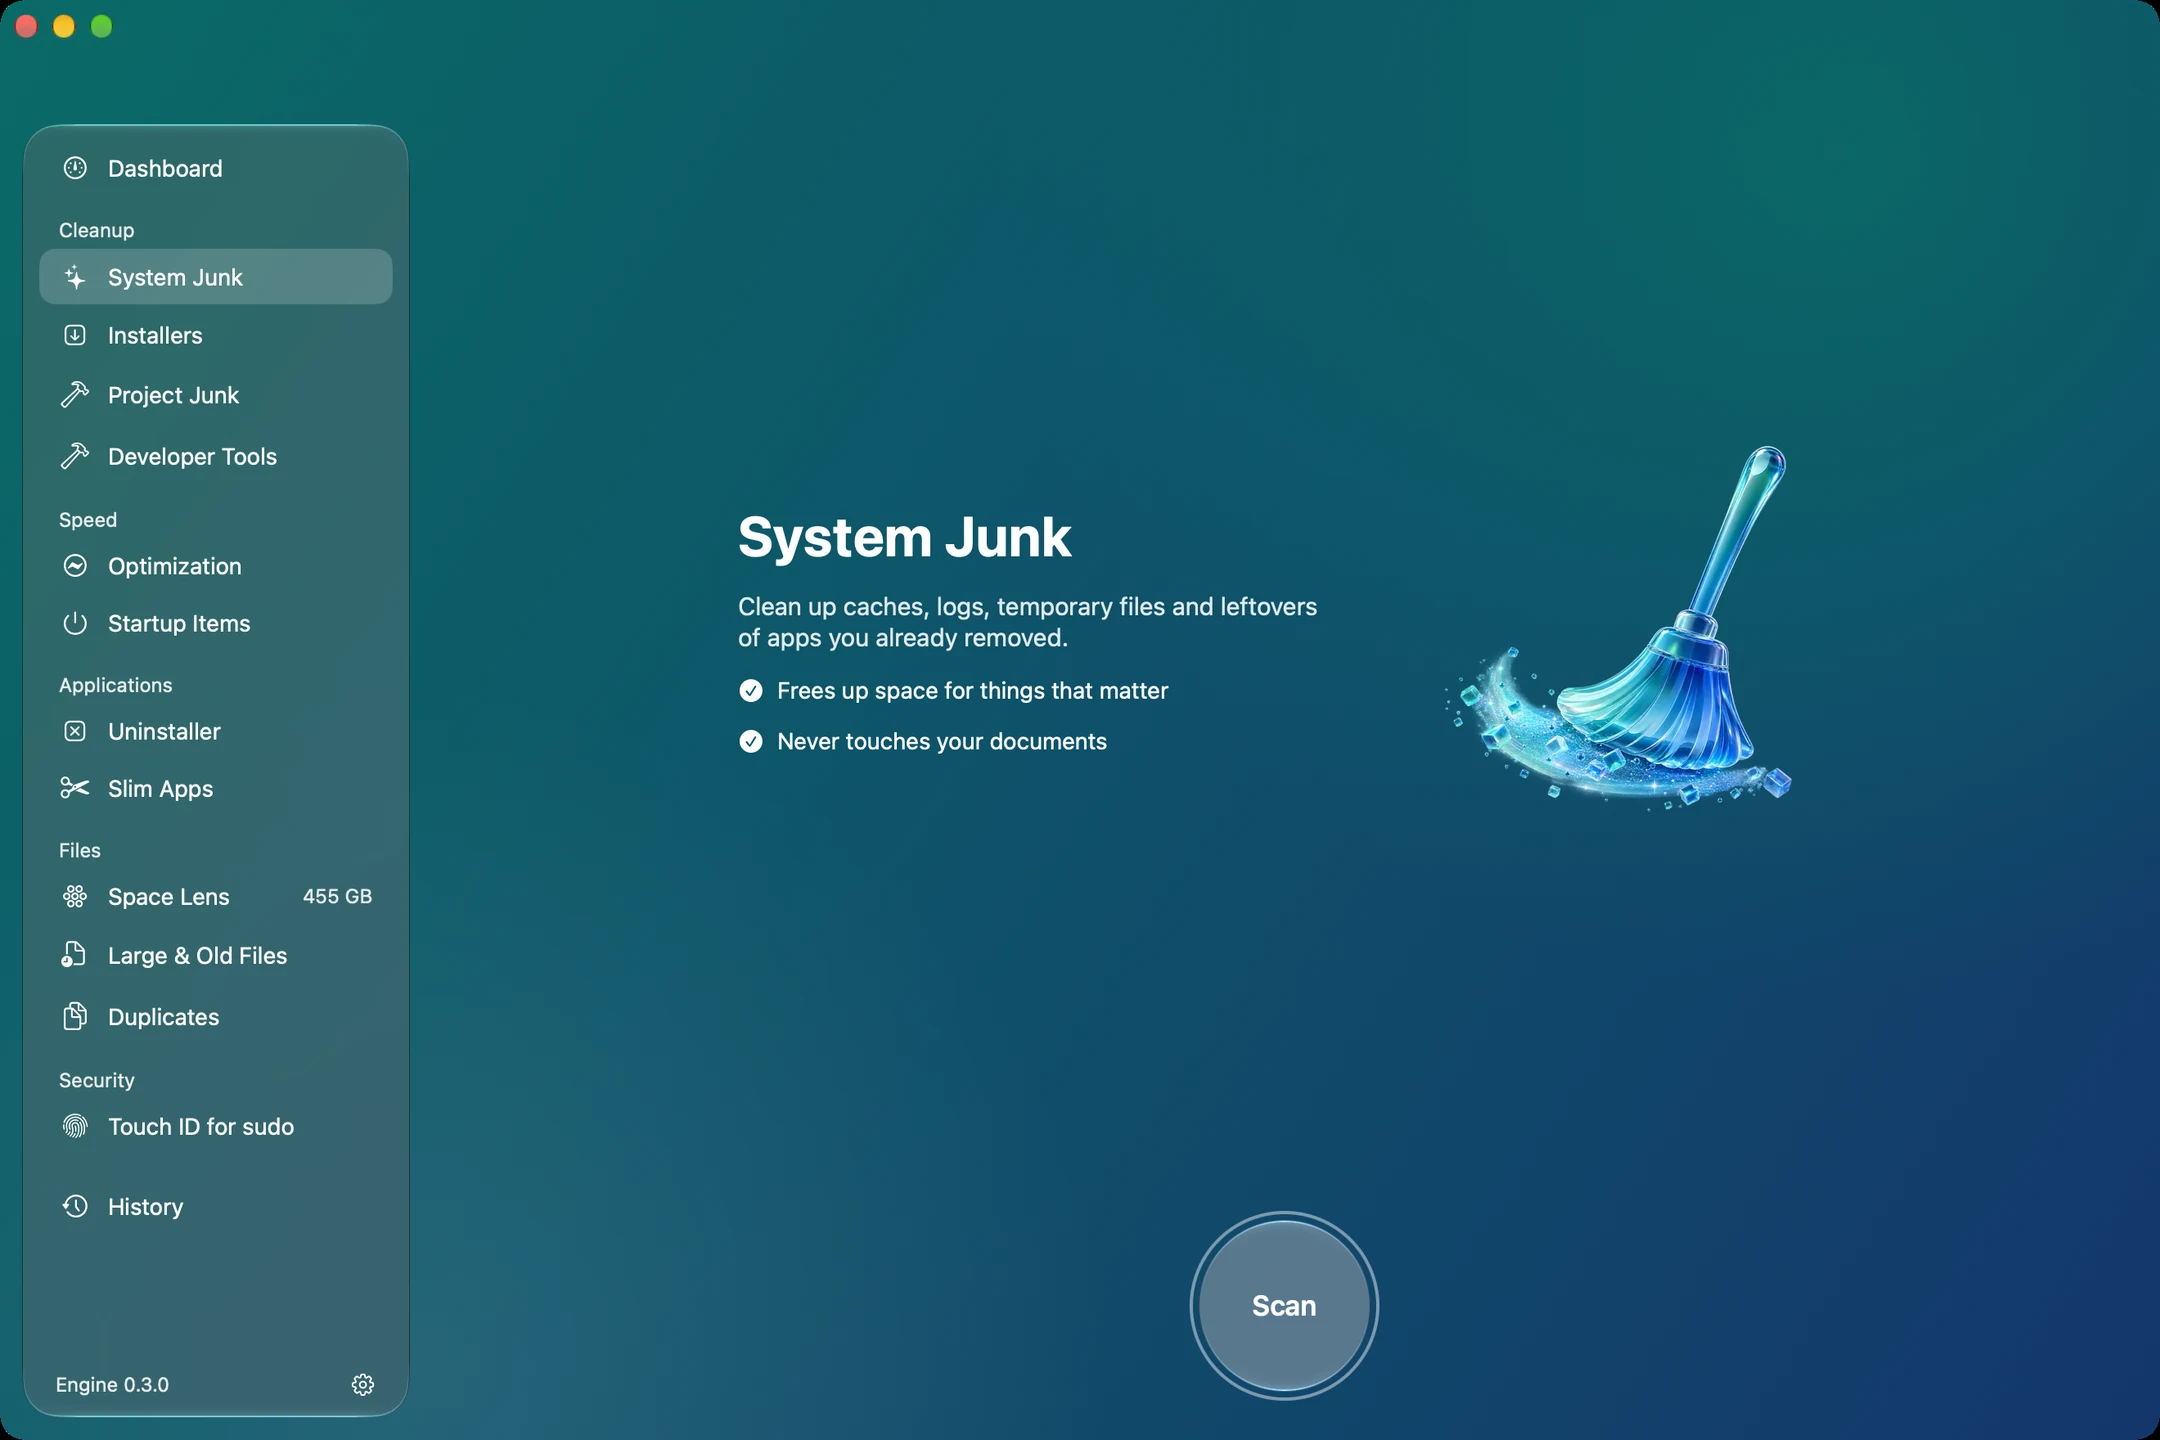 Dashboard
Cleanup
System Junk
Installers
Project Junk
Developer Tools
Speed
Optimization
Startup Items
Applications
Uninstaller
Slim Apps
Files
Space Lens 455 GB
Large & Old Files
Duplicates
Security
Touch ID for sudo
History
Engine 0.3.0
System Junk
Clean up caches, logs, temporary files and leftovers
of apps you already removed.
Frees up space for things that matter
Never touches your documents
Scan